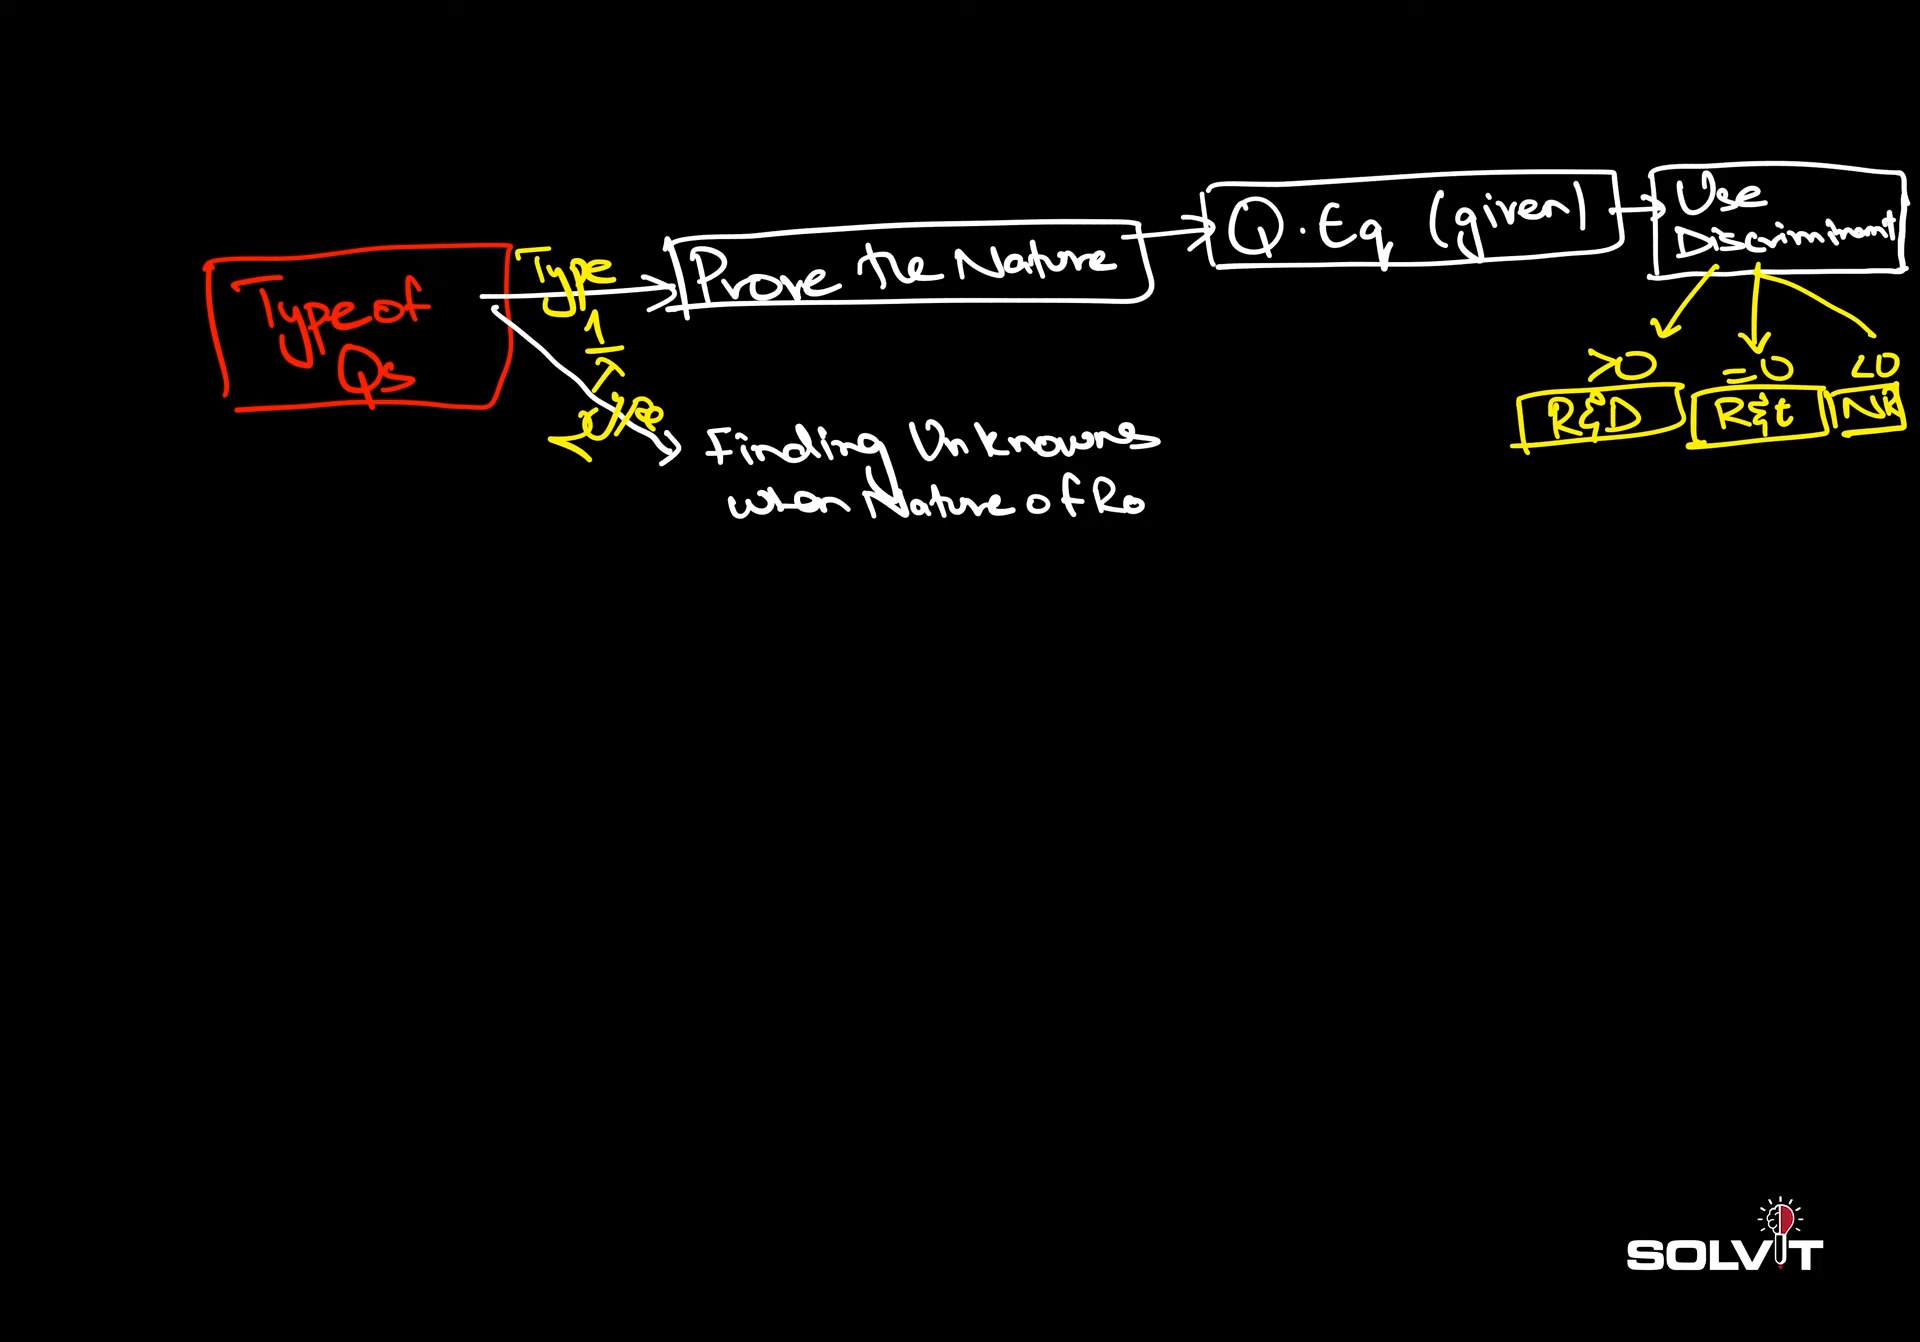 Type of
Qs
Type
1
Type
Prove the Nature
Q. Eq (given)
Use
Discriminant
>0
=0
<0
R&D
R&E
NR
Finding Unknowns
when Nature of Ro
SOLVIT